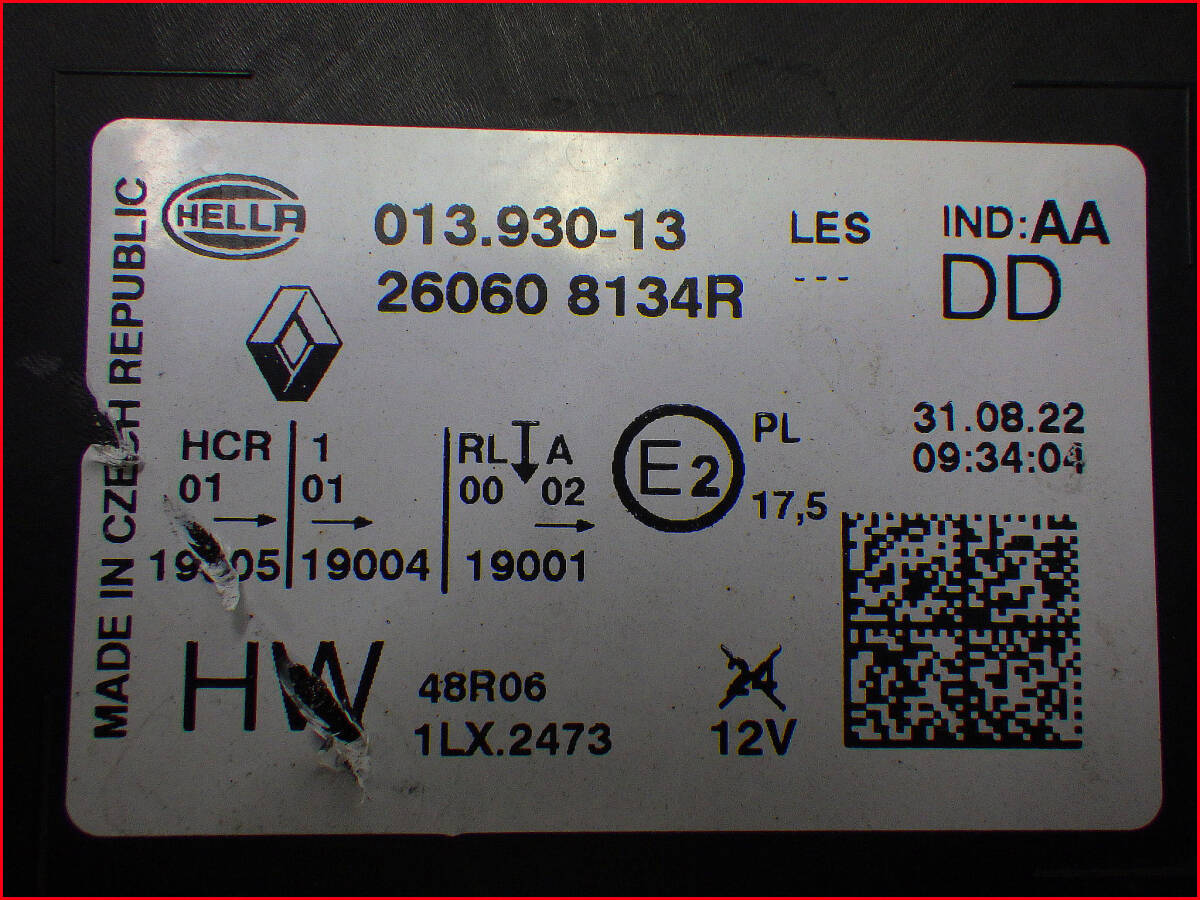 MADE IN CZECH REPUBLIC
HELLA
013.930-13
LES
IND:AA
26060 8134R
---
DD
HCR
1
RL A
PL
31.08.22
01
01
00 02
E2
17,5
09:34:04
19004
19001
HW
48R06
24
1LX.2473
12V